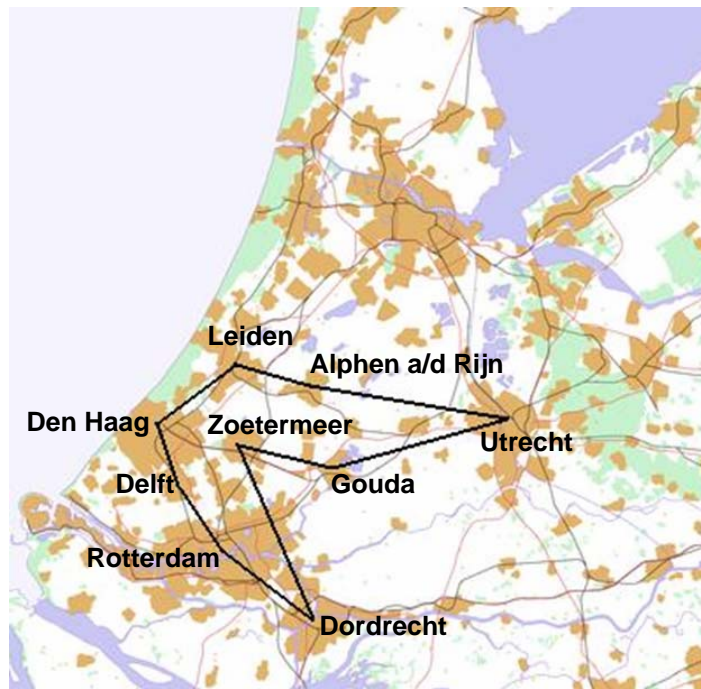 Leiden
Alphen a/d Rijn
Den Haag
Zoetermeer
Utrecht
Delft
Gouda
Rotterdam
Dordrecht